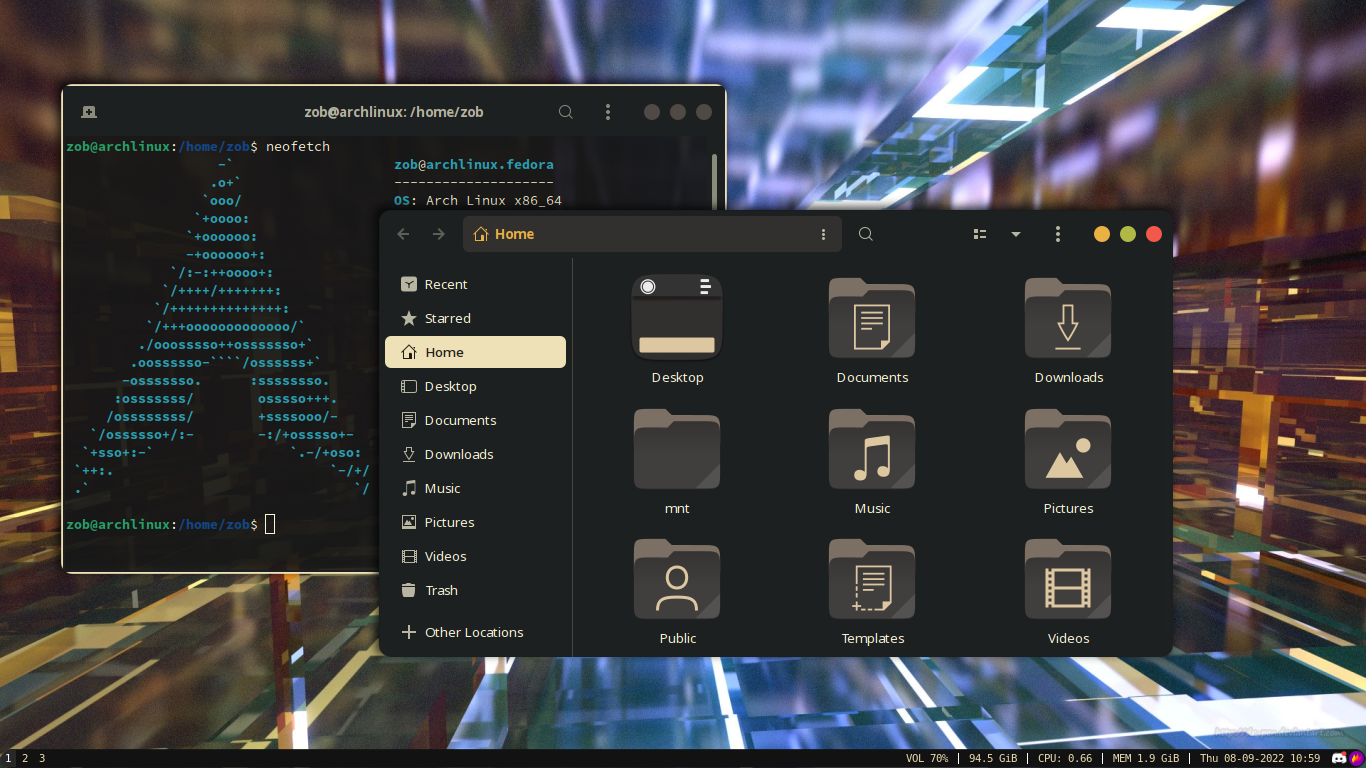 zob@archlinux: /home/zob
zob@archlinux:/home/zob$ neofetch
-`
.o+`
`ooo/
`+oooo:
`+oooooo:
-+oooooo+:
`/:-:++oooo+:
`/++++/+++++++:
`/++++++++++++++:
`/+++ooooooooooooo/`
./ooosssso++osssssso+`
.oossssso-````/ossssss+`
-osssssso. :ssssssso.
:osssssss/ osssso+++.
/ossssssss/ +ssssooo/-
`/ossssso+/:- -:/+osssso+-
`+sso+:-` `.-/+oso:
`++:. `-/+/
.` `/
zob@archlinux.fedora
--------------------
OS: Arch Linux x86_64
zob@archlinux:/home/zob$
Home
Recent
Starred
Home
Desktop
Documents
Downloads
Music
Pictures
Videos
Trash
Other Locations
Desktop
Documents
Downloads
mnt
Music
Pictures
Public
Templates
Videos
1 2 3
VOL 70% | 94.5 GiB | CPU: 0.66 | MEM 1.9 GiB | Thu 08-09-2022 10:59